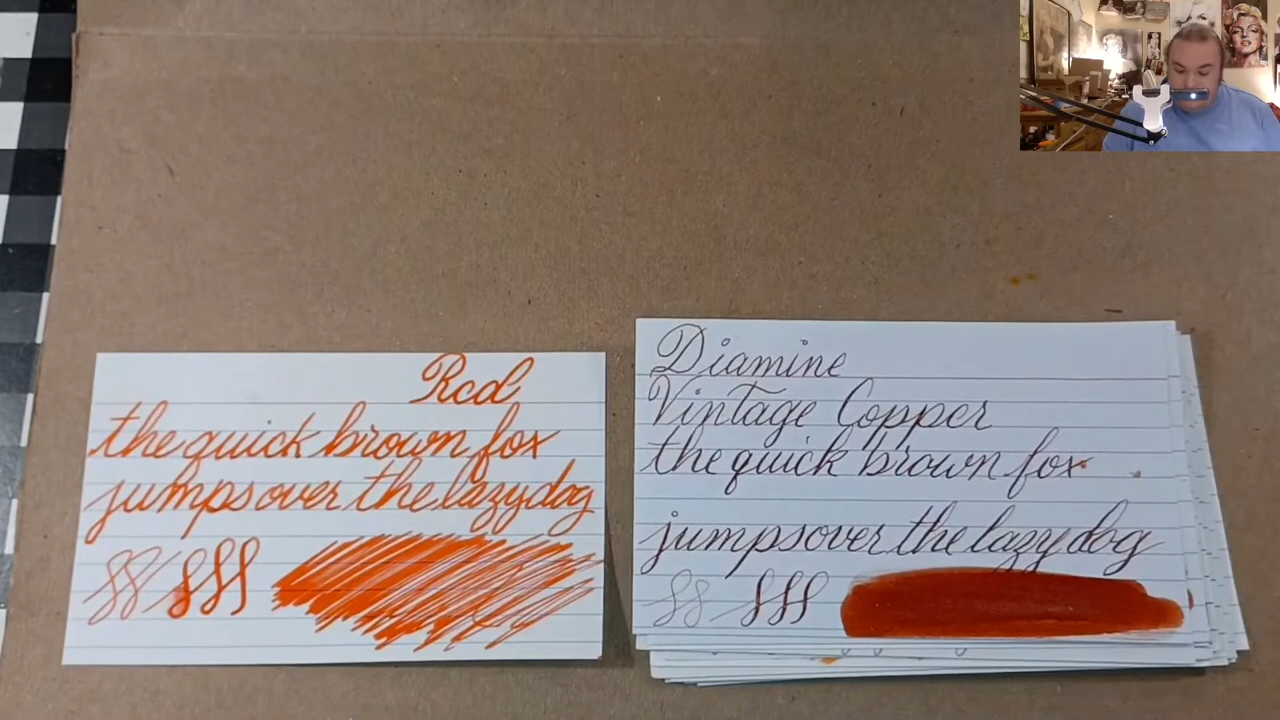 Red
the quick brown fox
jumps over the lazy dog
Diamine
Vintage Copper
the quick brown fox
jumps over the lazy dog